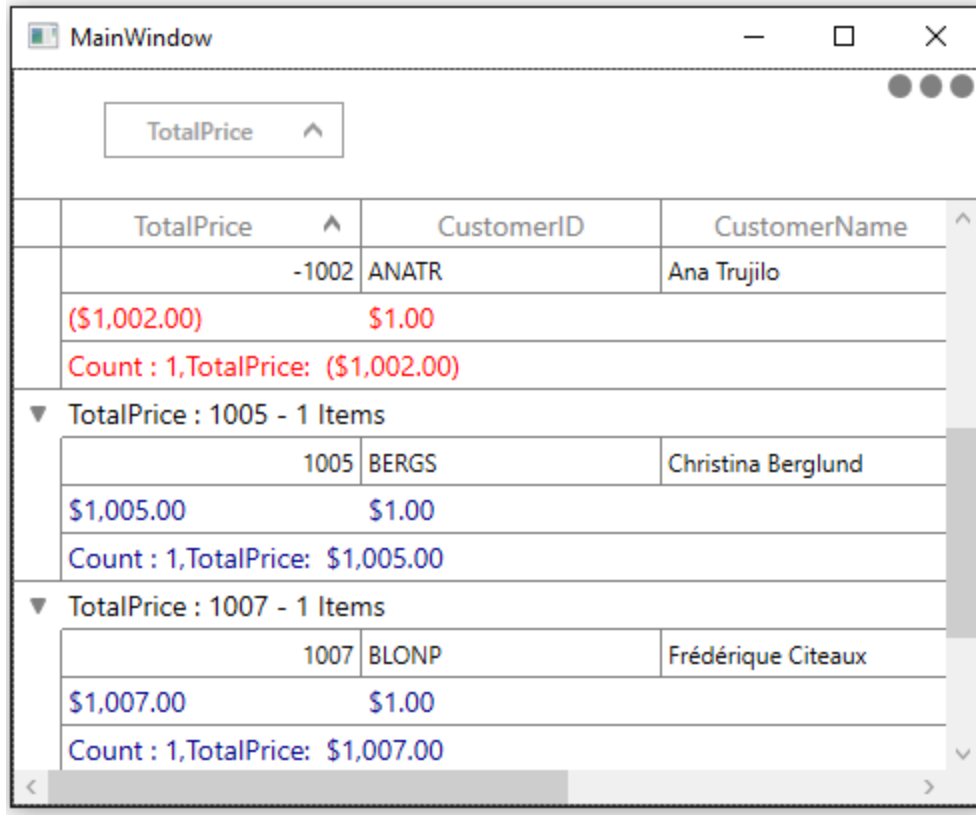 MainWindow
TotalPrice
TotalPrice CustomerID CustomerName
-1002 ANATR Ana Trujilo
($1,002.00) $1.00
Count : 1,TotalPrice:  ($1,002.00)
TotalPrice : 1005 - 1 Items
1005 BERGS Christina Berglund
$1,005.00 $1.00
Count : 1,TotalPrice:  $1,005.00
TotalPrice : 1007 - 1 Items
1007 BLONP Frédérique Citeaux
$1,007.00 $1.00
Count : 1,TotalPrice:  $1,007.00